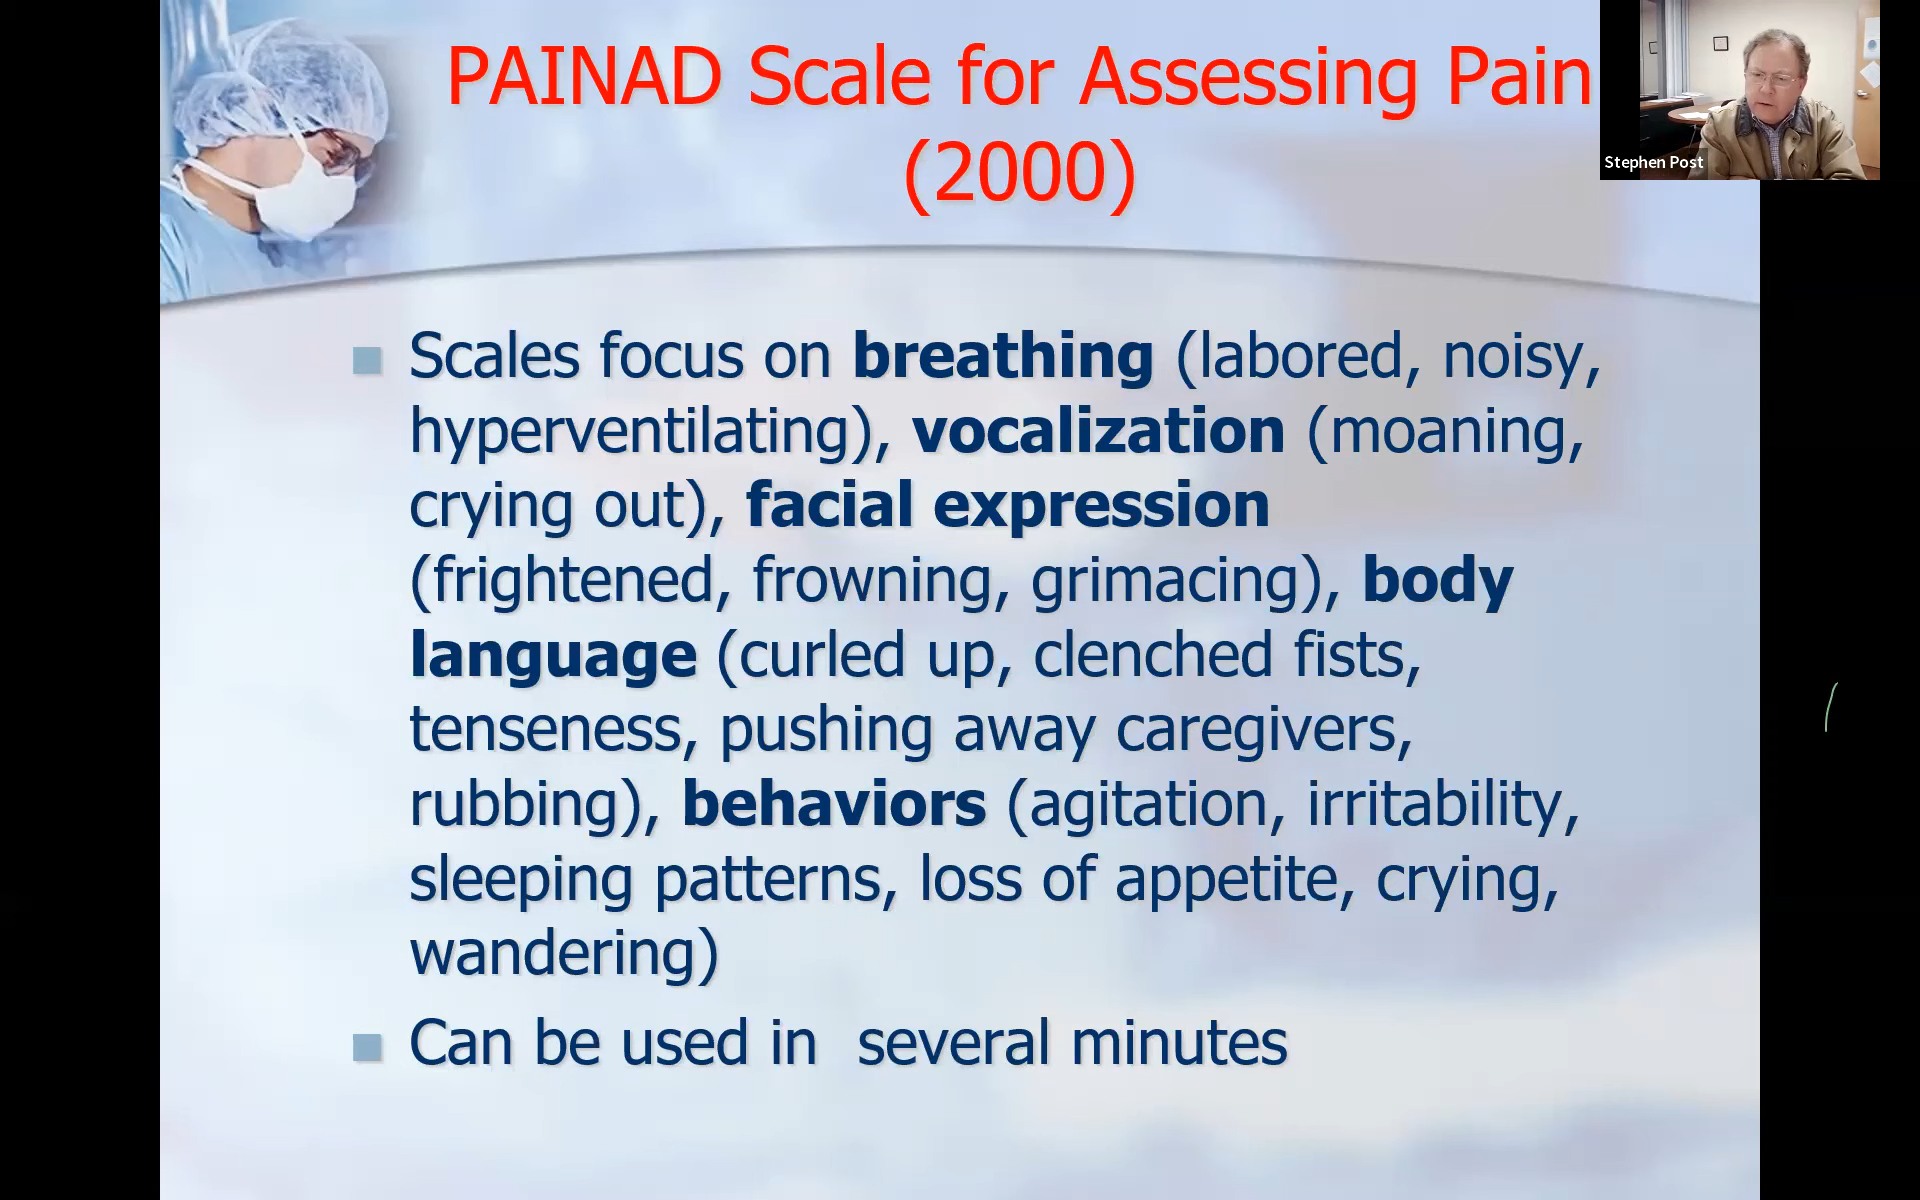 PAINAD Scale for Assessing Pain
(2000)
Stephen Post
Scales focus on breathing (labored, noisy,
hyperventilating), vocalization (moaning,
crying out), facial expression
(frightened, frowning, grimacing), body
language (curled up, clenched fists,
tenseness, pushing away caregivers,
rubbing), behaviors (agitation, irritability,
sleeping patterns, loss of appetite, crying,
wandering)
Can be used in  several minutes